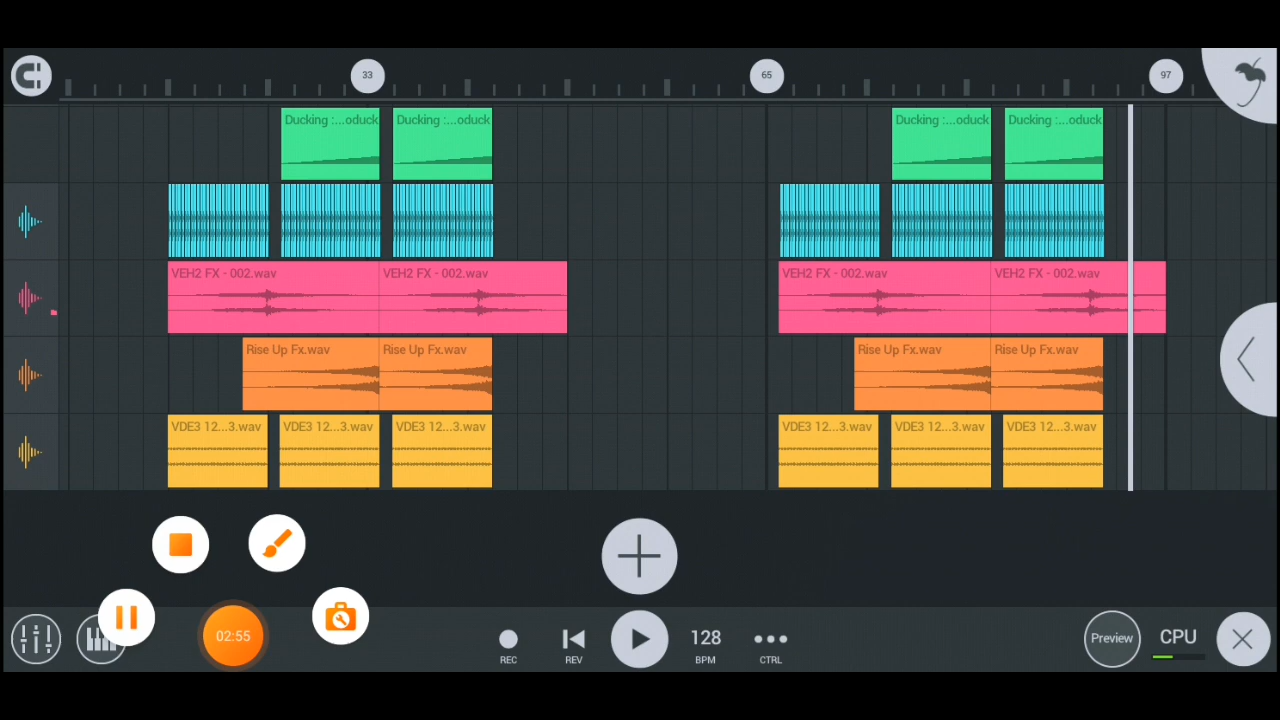 33 65 97
Ducking :...oduck Ducking :...oduck Ducking :...oduck Ducking :...oduck
VEH2 FX - 002.wav VEH2 FX - 002.wav VEH2 FX - 002.wav VEH2 FX - 002.wav
Rise Up Fx.wav Rise Up Fx.wav Rise Up Fx.wav Rise Up Fx.wav
VDE3 12...3.wav VDE3 12...3.wav VDE3 12...3.wav VDE3 12...3.wav VDE3 12...3.wav VDE3 12...3.wav
02:55 128 Preview CPU
REC REV BPM CTRL